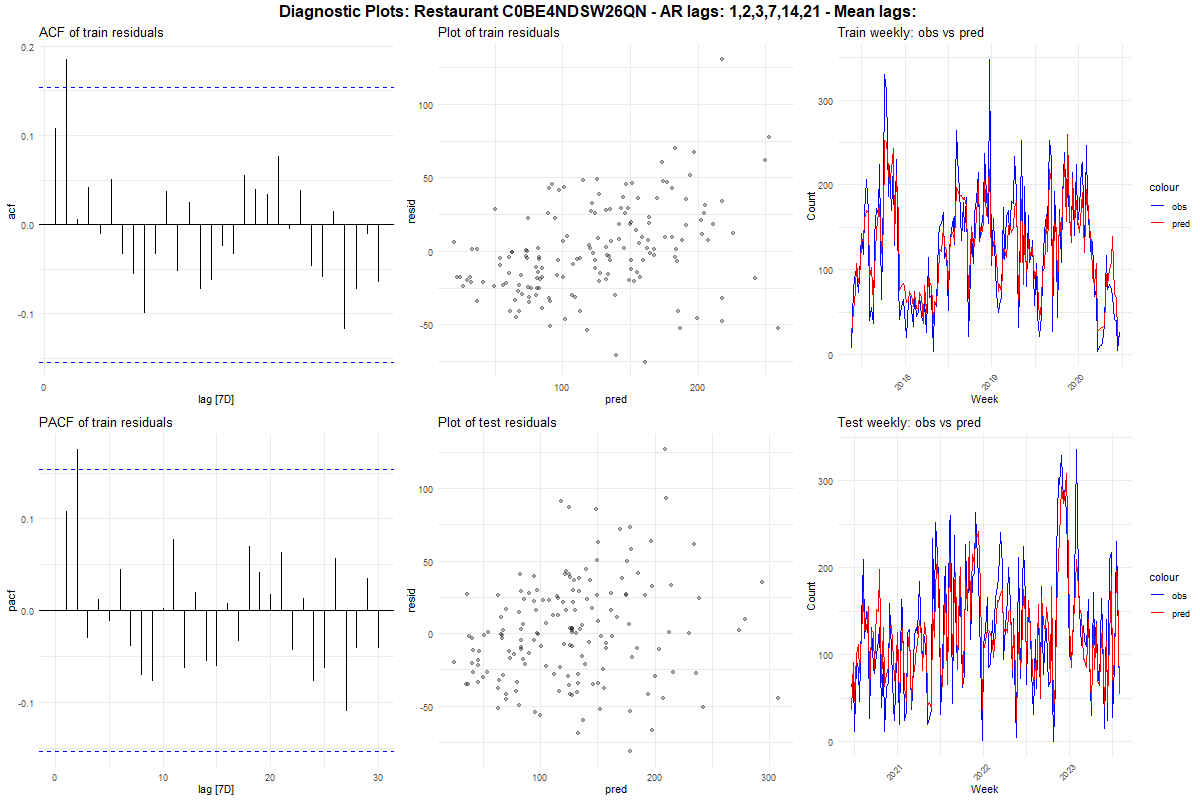 Diagnostic Plots: Restaurant C0BE4NDSW26QN - AR lags: 1,2,3,7,14,21 - Mean lags:
ACF of train residuals
0.2
0.1
0.0
-0.1
acf
0
lag [7D]
Plot of train residuals
100
50
0
-50
resid
100
200
pred
Train weekly: obs vs pred
300
200
100
0
Count
2018
2019
2020
Week
colour
obs
pred
PACF of train residuals
0.1
0.0
-0.1
pacf
0
10
20
30
lag [7D]
Plot of test residuals
100
50
0
-50
resid
100
200
300
pred
Test weekly: obs vs pred
300
200
100
0
Count
2021
2022
2023
Week
colour
obs
pred